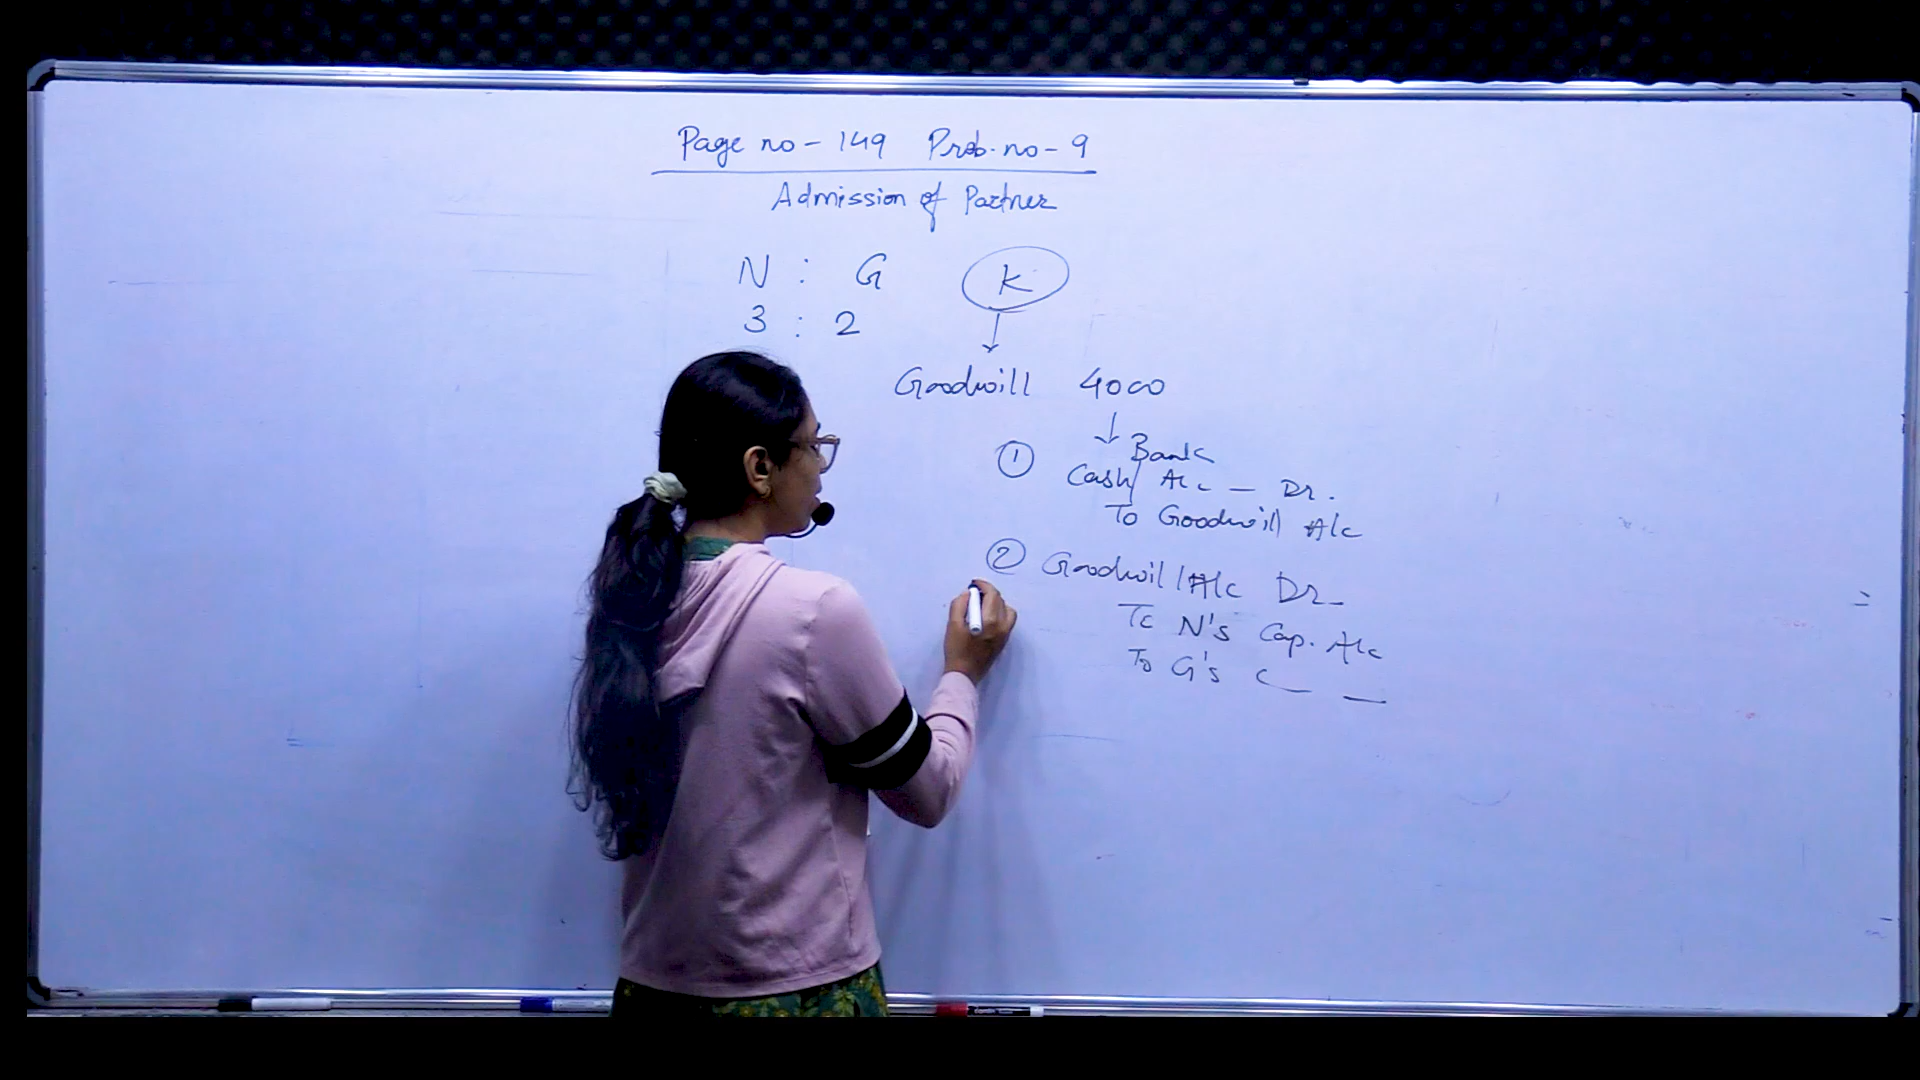 Page no - 149 Prob. no - 9
Admission of Partner
N : G K
3 : 2
Goodwill 4000
Bank
① Cash/ A/c — Dr.
To Goodwill A/c
② Goodwill A/c Dr
To N's Cap. A/c
To G's C